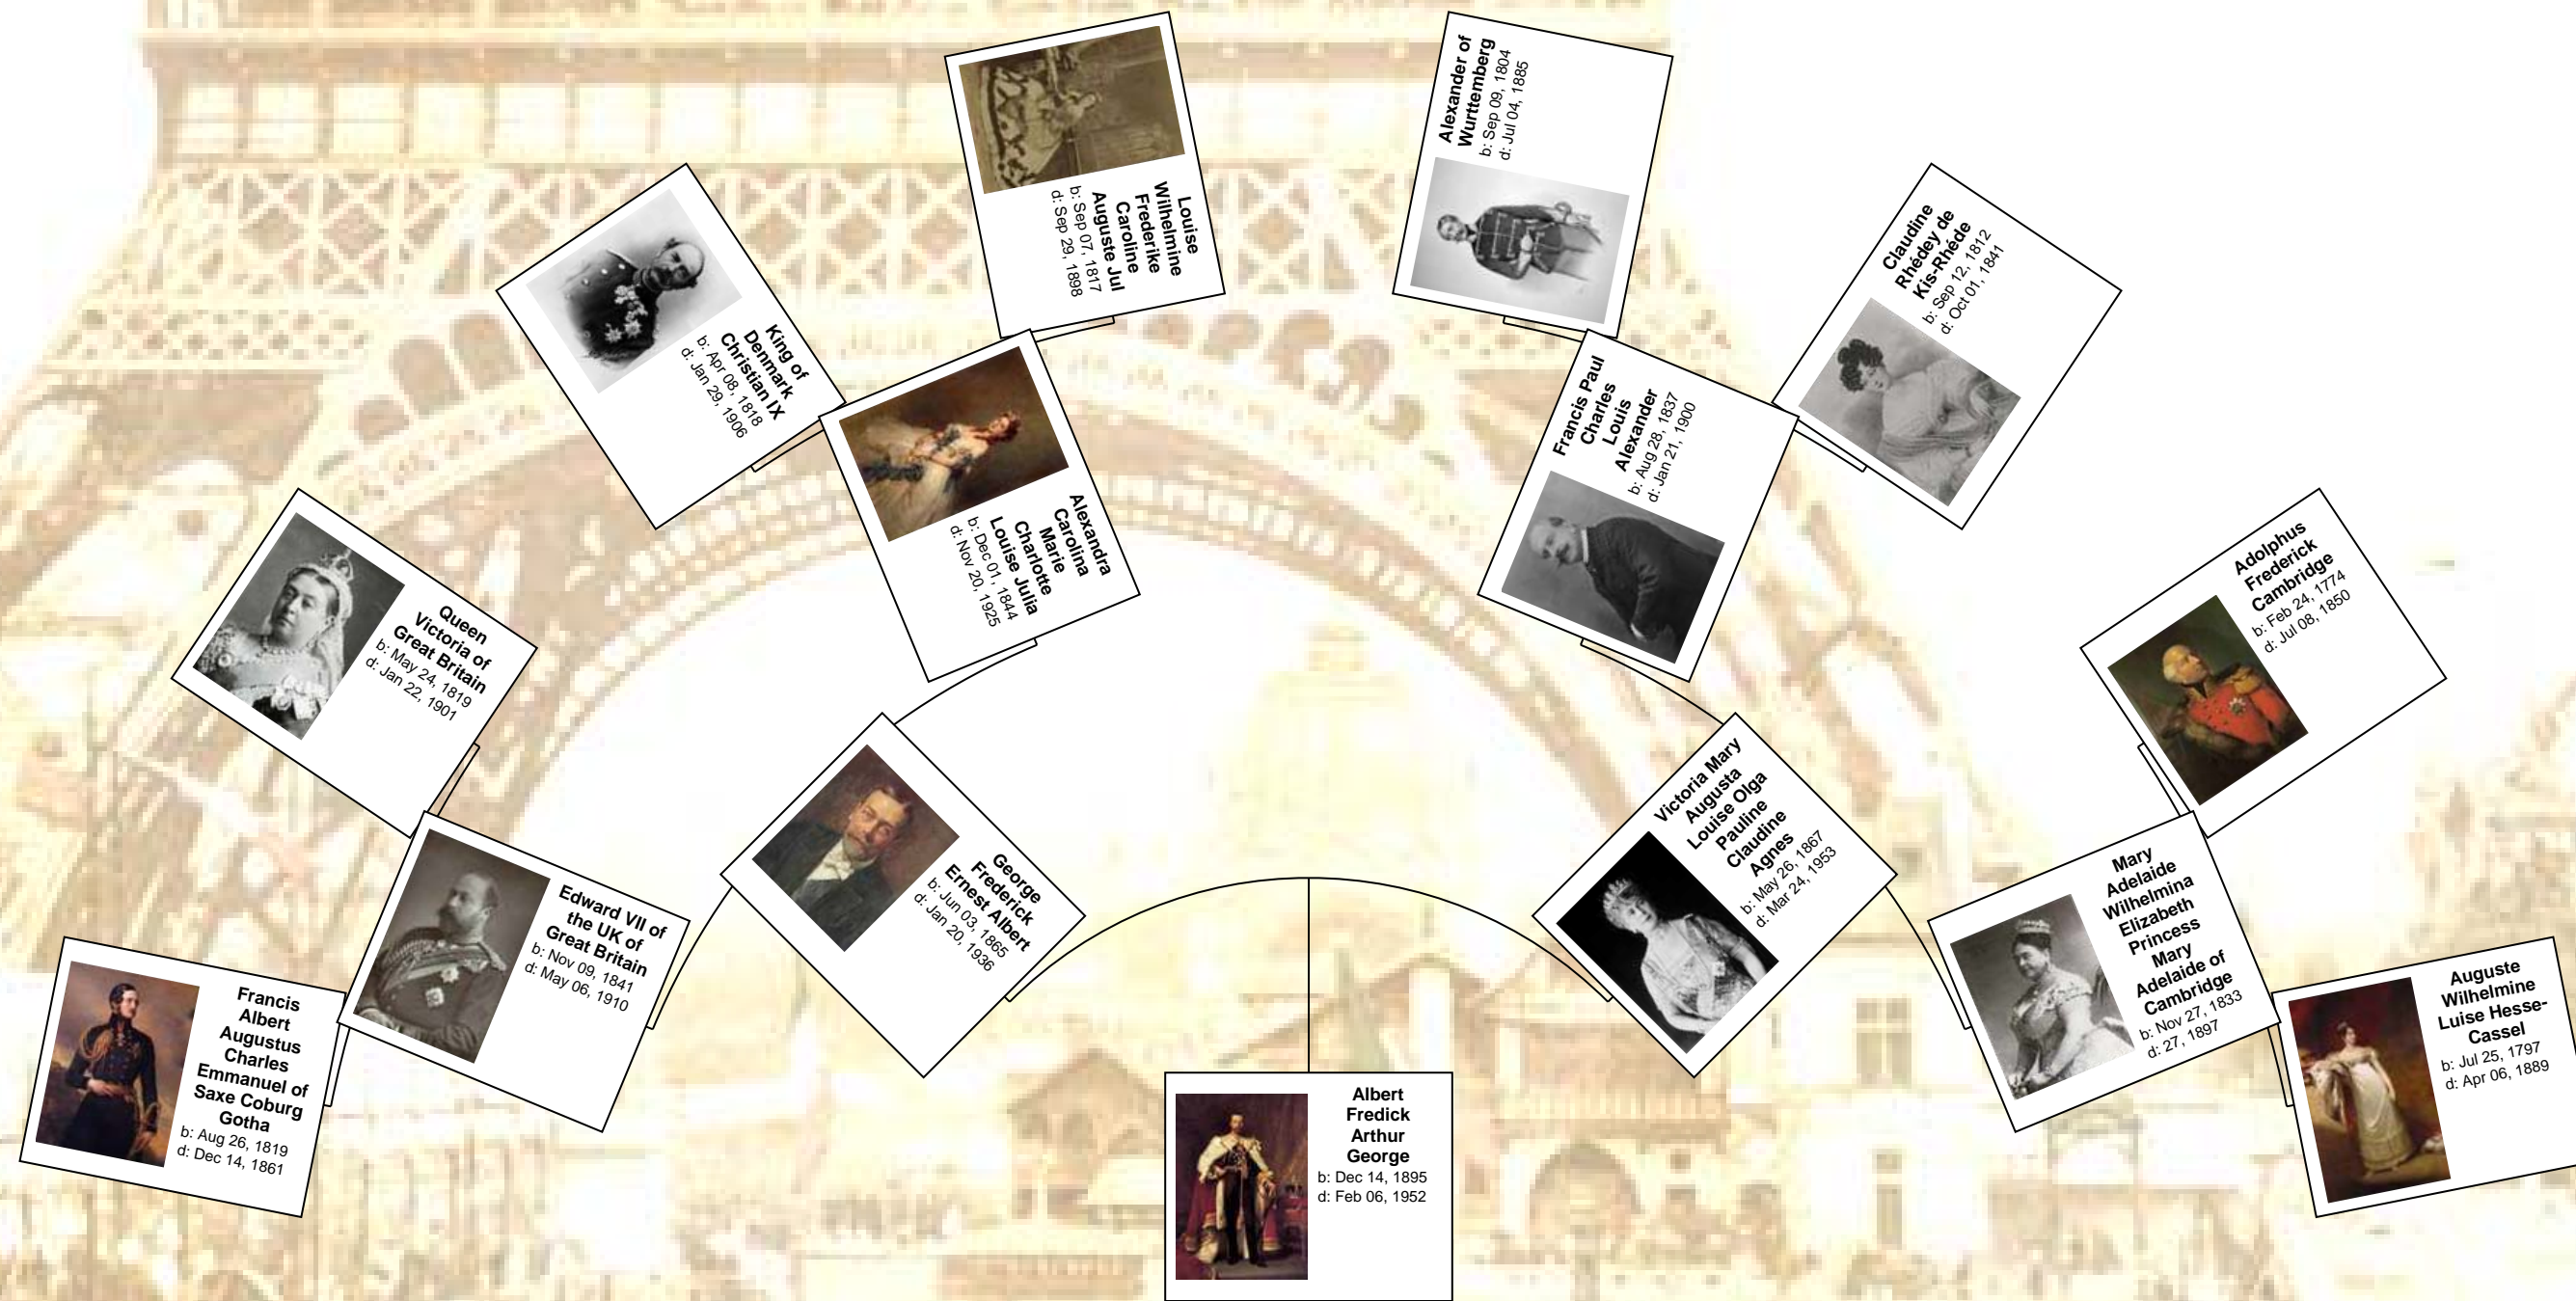 Louise
Wilhelmine
Frederike
Caroline
Auguste Jul
b: Sep 07, 1817
d: Sep 29, 1898
Alexander of
Wurttemberg
b: Sep 09, 1804
d: Jul 04, 1885
King of
Denmark
Christian IX
b: Apr 08, 1818
d: Jan 29, 1906
Claudine
Rhédey de
Kis-Rhéde
b: Sep 12, 1812
d: Oct 01, 1841
Alexandra
Carolina
Marie
Charlotte
Louise Julia
b: Dec 01, 1844
d: Nov 20, 1925
Francis Paul
Charles
Louis
Alexander
b: Aug 28, 1837
d: Jan 21, 1900
Queen
Victoria of
Great Britain
b: May 24, 1819
d: Jan 22, 1901
Adolphus
Frederick
Cambridge
b: Feb 24, 1774
d: Jul 08, 1850
George
Frederick
Ernest Albert
b: Jun 03, 1865
d: Jan 20, 1936
Victoria Mary
Augusta
Louise Olga
Pauline
Claudine
Agnes
b: May 26, 1867
d: Mar 24, 1953
Edward VII of
the UK of
Great Britain
b: Nov 09, 1841
d: May 06, 1910
Mary
Adelaide
Wilhelmina
Elizabeth
Princess
Mary
Adelaide of
Cambridge
b: Nov 27, 1833
d: 27, 1897
Francis
Albert
Augustus
Charles
Emmanuel of
Saxe Coburg
Gotha
b: Aug 26, 1819
d: Dec 14, 1861
Auguste
Wilhelmine
Luise Hesse-
Cassel
b: Jul 25, 1797
d: Apr 06, 1889
Albert
Fredick
Arthur
George
b: Dec 14, 1895
d: Feb 06, 1952